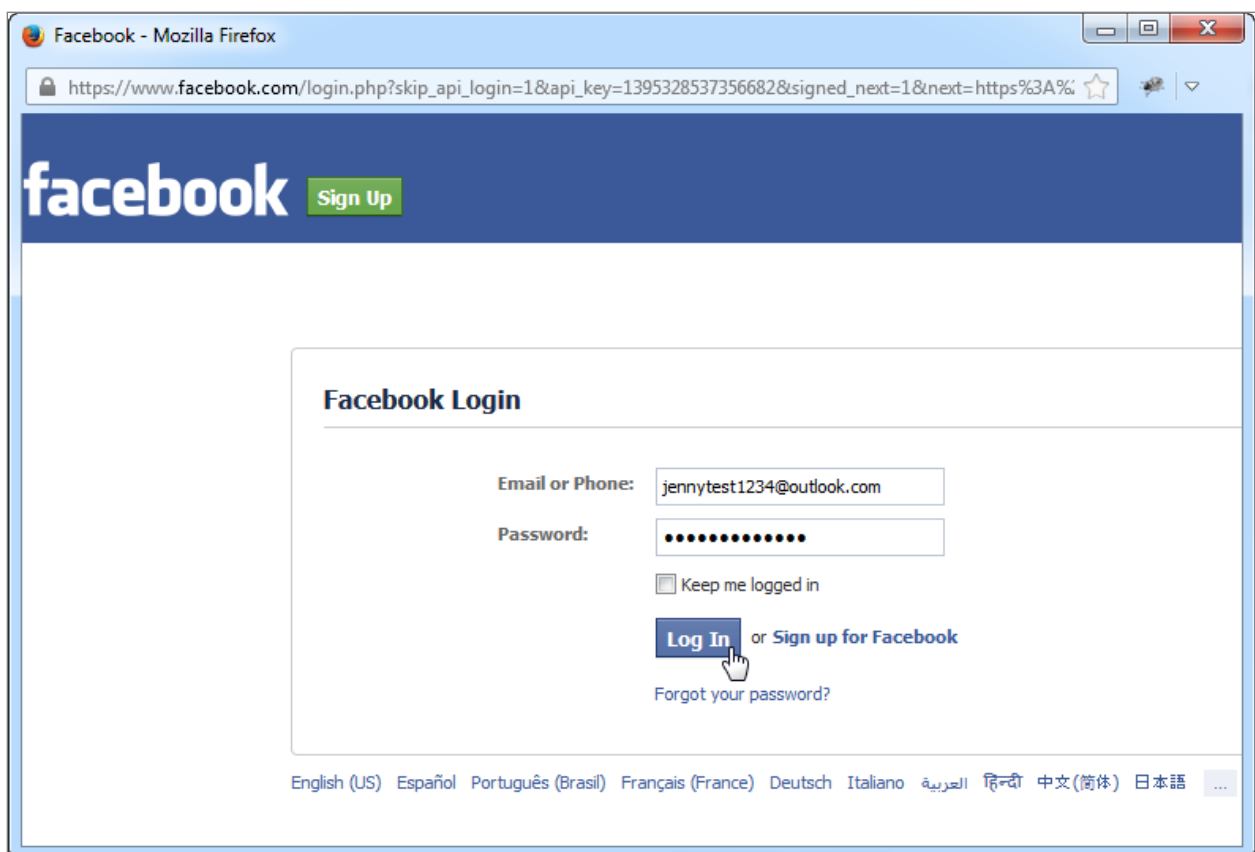 Facebook - Mozilla Firefox
https://www.facebook.com/login.php?skip_api_login=1&api_key=1395328537356682&signed_next=1&next=https%3A%
facebook Sign Up
Facebook Login
Email or Phone: jennytest1234@outlook.com
Password: •••••••••••••
Keep me logged in
Log In or Sign up for Facebook
Forgot your password?
English (US) Español Português (Brasil) Français (France) Deutsch Italiano العربية हिन्दी 中文(简体) 日本語 ...